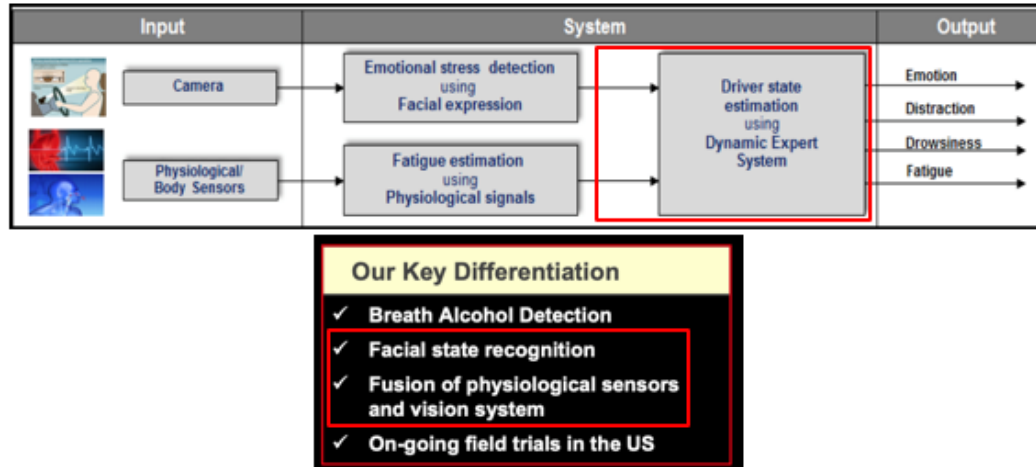 Input
System
Output
Camera
Emotional stress detection
using
Facial expression
Driver state
estimation
using
Dynamic Expert
System
Emotion
Distraction
Drowsiness
Fatigue
Physiological/
Body Sensors
Fatigue estimation
using
Physiological signals
Our Key Differentiation
✓ Breath Alcohol Detection
✓ Facial state recognition
✓ Fusion of physiological sensors
and vision system
✓ On-going field trials in the US